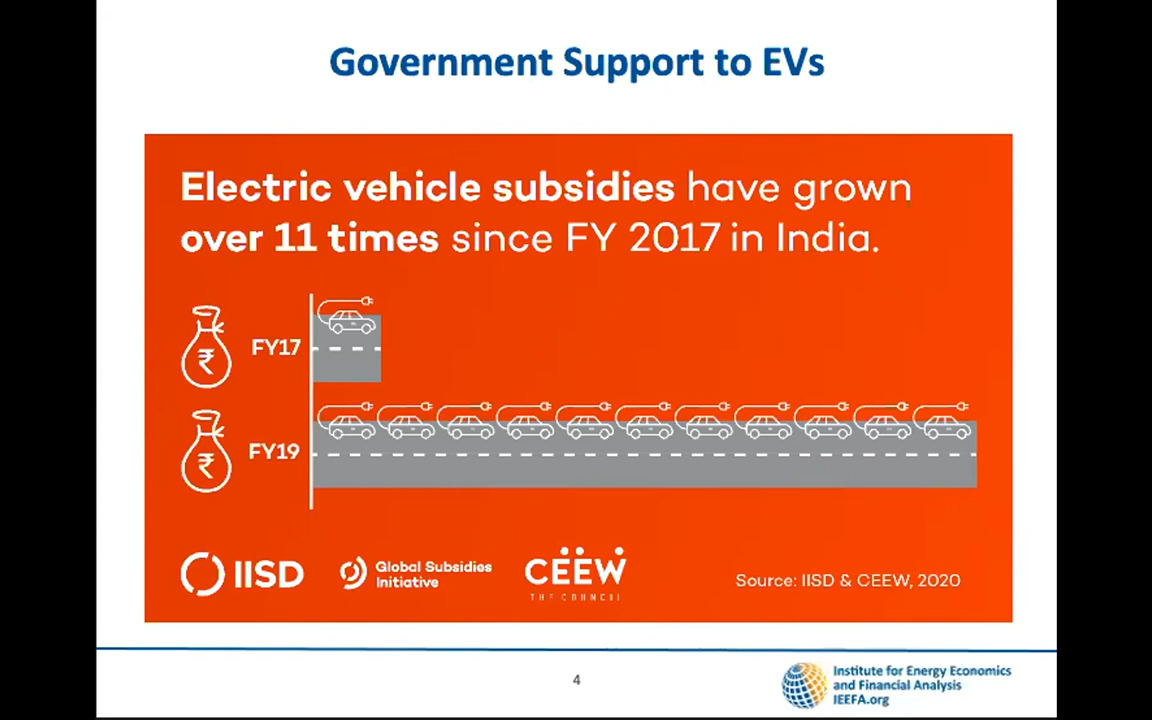 Government Support to EVs
Electric vehicle subsidies have grown
over 11 times since FY 2017 in India.
₹
FY17
₹
FY19
IISD
Global Subsidies
Initiative
CEEW
THE COUNCIL
Source: IISD & CEEW, 2020
4
Institute for Energy Economics
and Financial Analysis
IEEFA.org